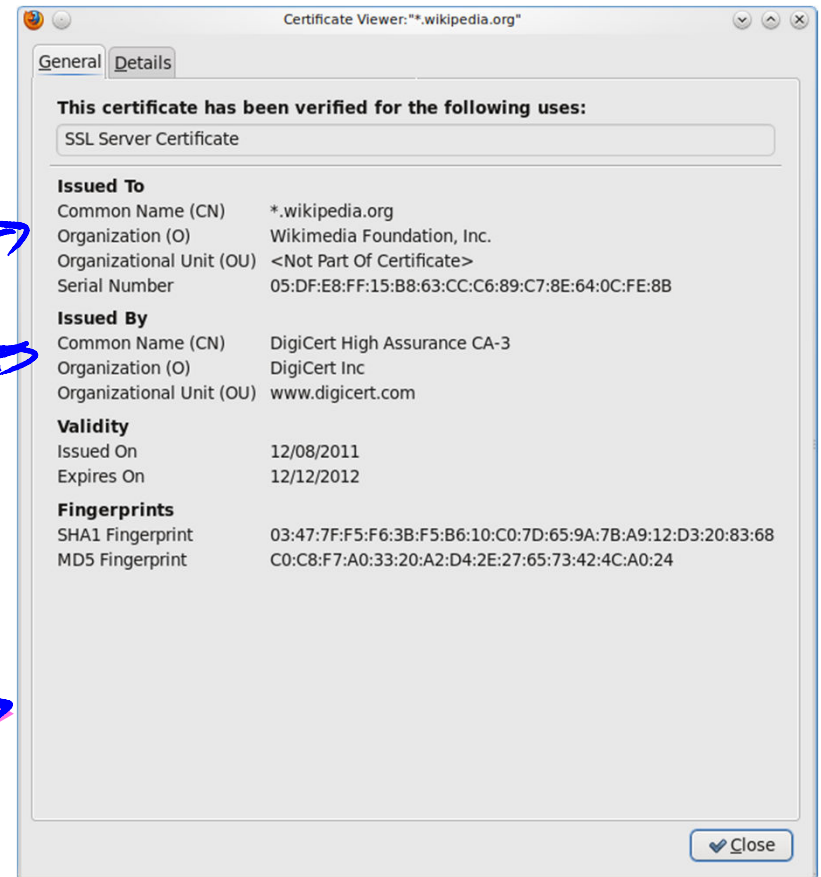 Certificate Viewer:"*.wikipedia.org"
General Details
This certificate has been verified for the following uses:
SSL Server Certificate
Issued To
Common Name (CN) *.wikipedia.org
Organization (O) Wikimedia Foundation, Inc.
Organizational Unit (OU) <Not Part Of Certificate>
Serial Number 05:DF:E8:FF:15:B8:63:CC:C6:89:C7:8E:64:0C:FE:8B
Issued By
Common Name (CN) DigiCert High Assurance CA-3
Organization (O) DigiCert Inc
Organizational Unit (OU) www.digicert.com
Validity
Issued On 12/08/2011
Expires On 12/12/2012
Fingerprints
SHA1 Fingerprint 03:47:7F:F5:F6:3B:F5:B6:10:C0:7D:65:9A:7B:A9:12:D3:20:83:68
MD5 Fingerprint C0:C8:F7:A0:33:20:A2:D4:2E:27:65:73:42:4C:A0:24
Close